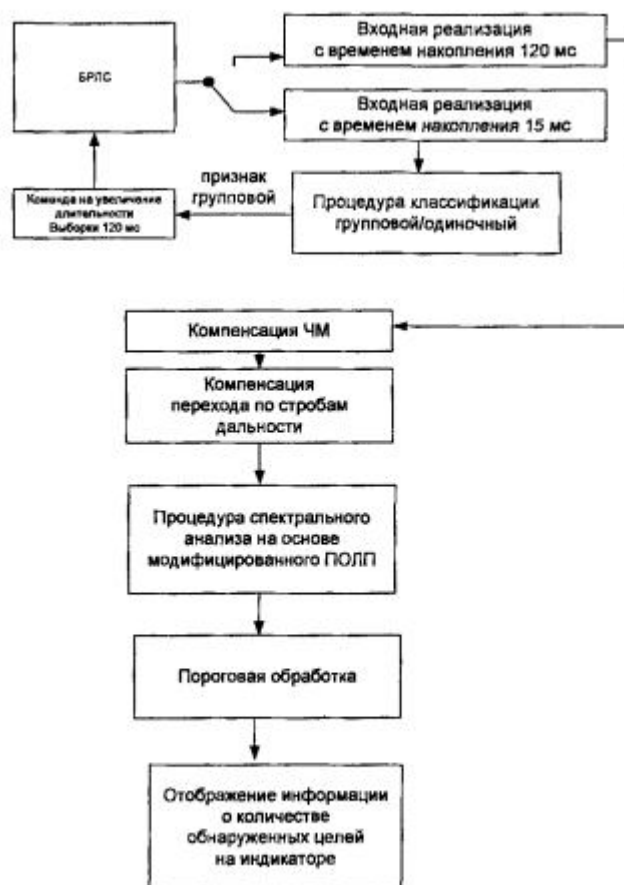 БРЛС
Входная реализация
с временем накопления 120 мс
Входная реализация
с временем накопления 15 мс
признак
групповой
Команда на увеличение
длительности
Выборки 120 мс
Процедура классификации
групповой/одиночный
Компенсация ЧМ
Компенсация
перехода по стробам
дальности
Процедура спектрального
анализа на основе
модифицированного ПОЛП
Пороговая обработка
Отображение информации
о количестве
обнаруженных целей
на индикаторе